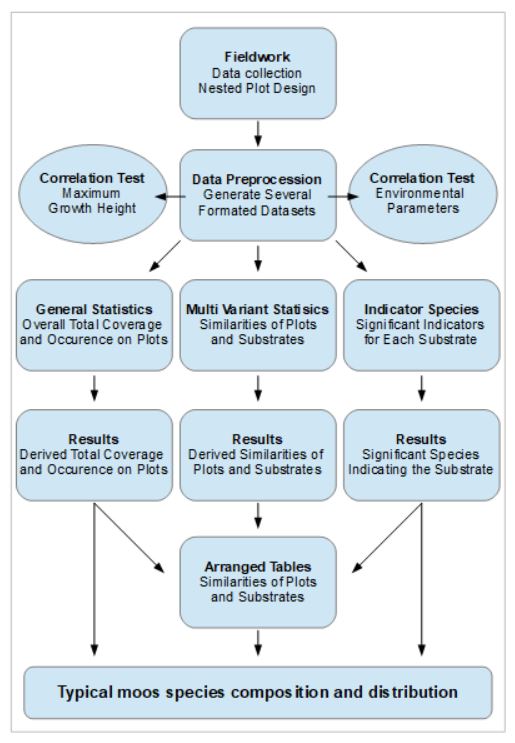 Fieldwork
Data collection
Nested Plot Design
Correlation Test
Maximum
Growth Height
Data Preprocession
Generate Several
Formated Datasets
Correlation Test
Environmental
Parameters
General Statistics
Overall Total Coverage
and Occurence on Plots
Multi Variant Statisics
Similarities of Plots
and Substrates
Indicator Species
Significant Indicators
for Each Substrate
Results
Derived Total Coverage
and Occurence on Plots
Results
Derived Similarities of
Plots and Substrates
Results
Significant Species
Indicating the Substrate
Arranged Tables
Similarities of Plots
and Substrates
Typical moos species composition and distribution